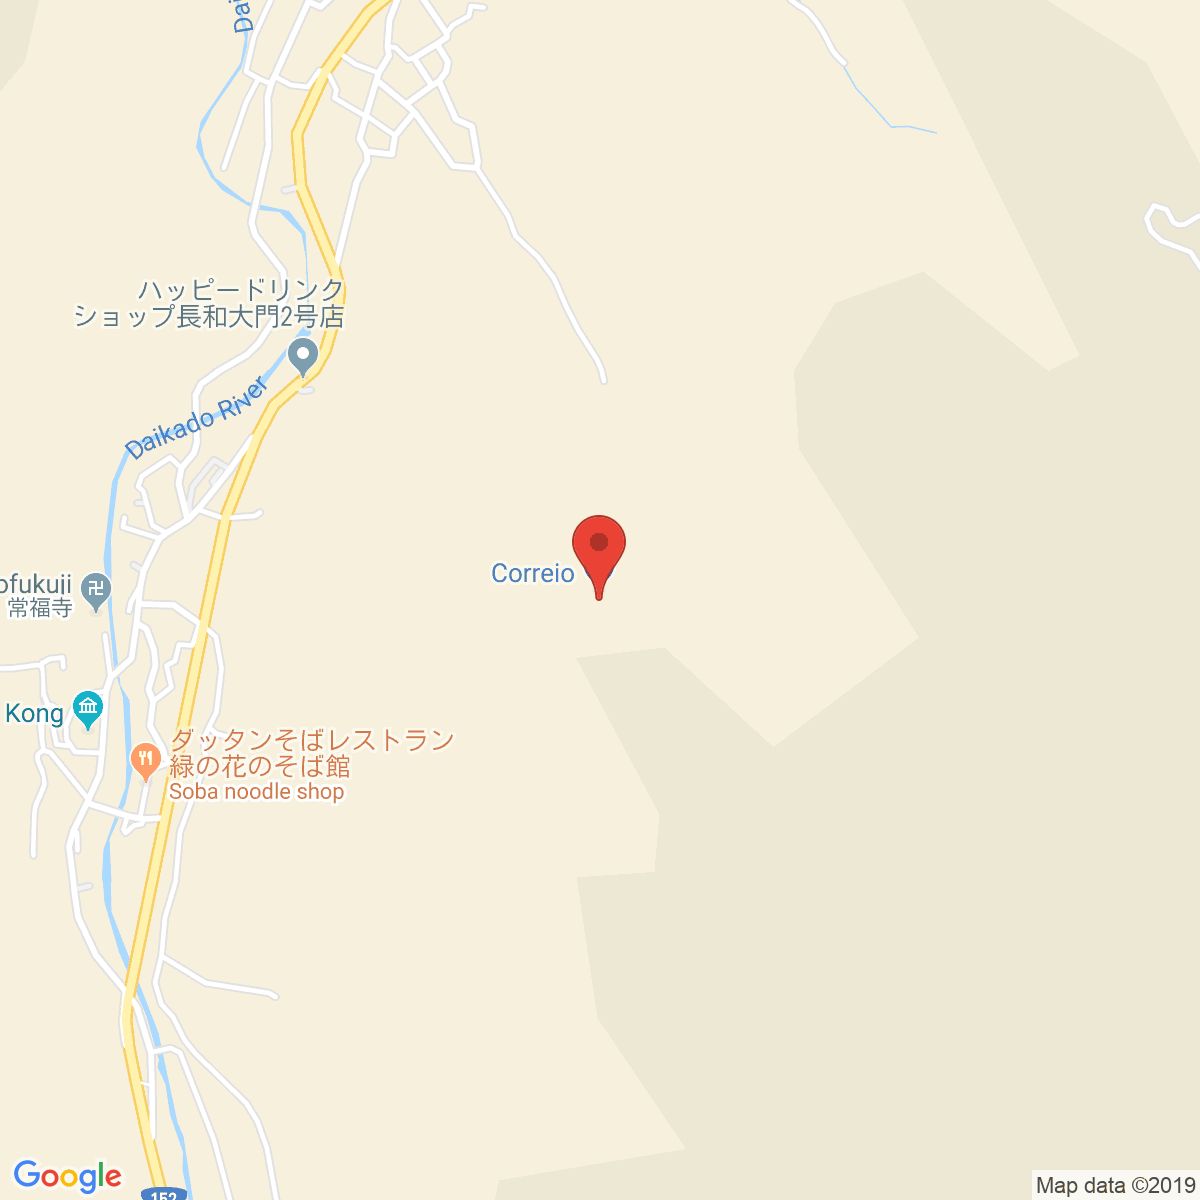 Dai
ハッピードリンク
ショップ長和大門2号店
Daikado River
Correio
ofukuji
常福寺
Kong
ダッタンそばレストラン
緑の花のそば館
Soba noodle shop
152
Google
Map data ©2019